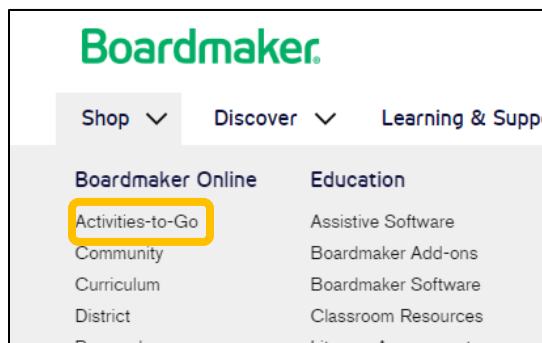 Boardmaker.
Shop Discover Learning & Supp
Boardmaker Online Education
Activities-to-Go Assistive Software
Community Boardmaker Add-ons
Curriculum Boardmaker Software
District Classroom Resources